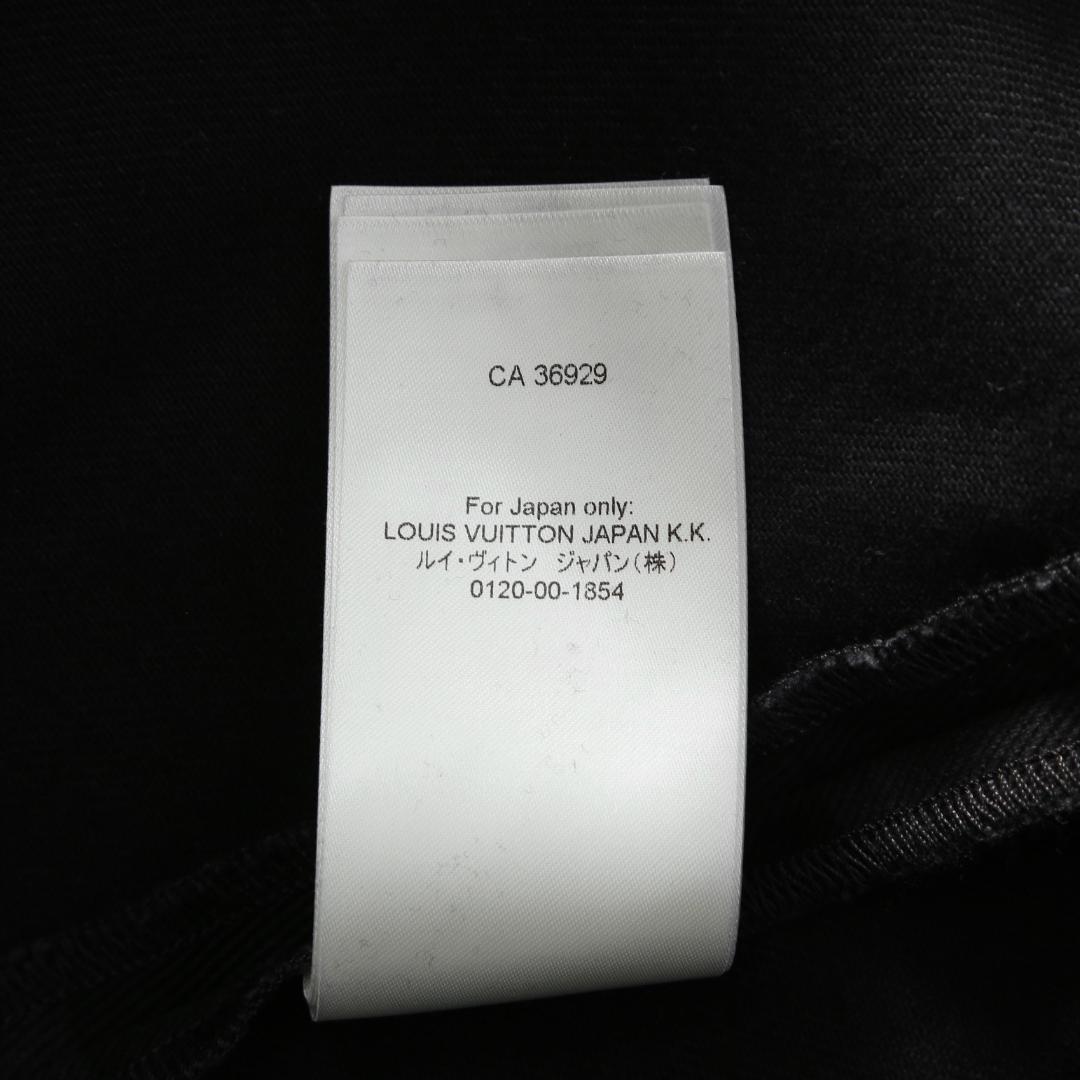 CA 36929
For Japan only:
LOUIS VUITTON JAPAN K.K.
ルイ・ヴィトン　ジャパン(株)
0120-00-1854